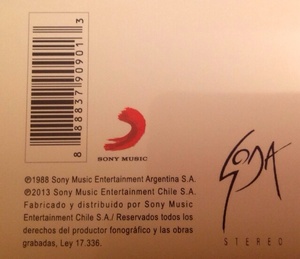 8 88837 90901 3
SONY MUSIC
℗1988 Sony Music Entertainment Argentina S.A.
℗2013 Sony Music Entertainment Chile S.A.
Fabricado y distribuido por Sony Music
Entertainment Chile S.A./ Reservados todos los
derechos del productor fonográfico y las obras
grabadas, Ley 17.336.
SODA
STEREO